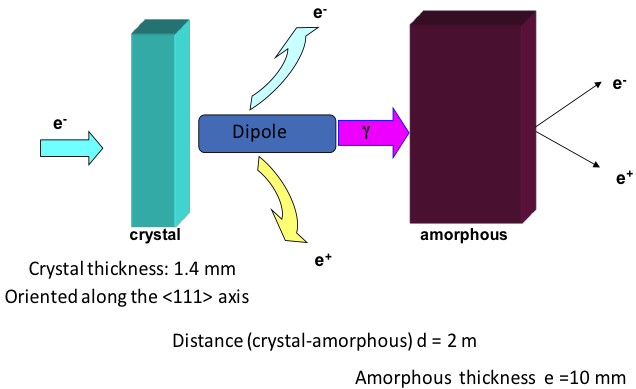 e-
e-
Dipole
γ
e-
e+
e+
crystal
amorphous
Crystal thickness: 1.4 mm
Oriented along the <111> axis
Distance (crystal-amorphous) d = 2 m
Amorphous thickness e =10 mm